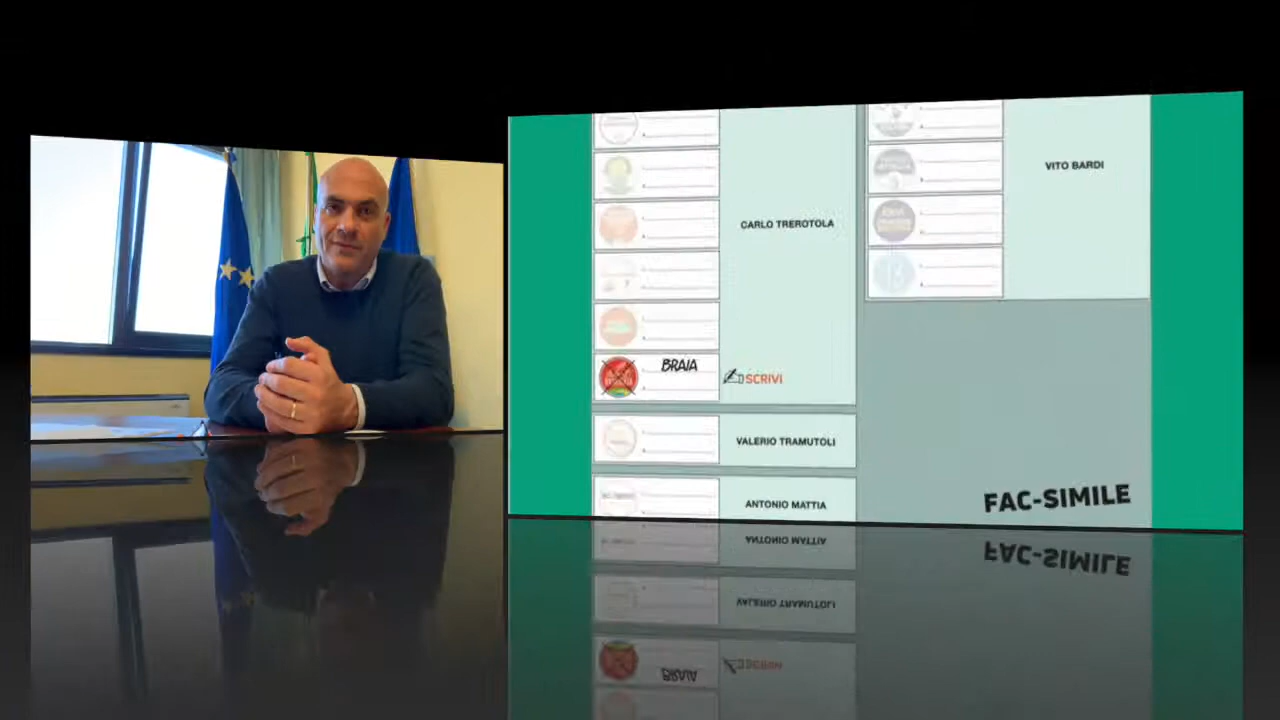 VITO BARDI
CARLO TREROTOLA
BRAIA
SCRIVI
VALERIO TRAMUTOLI
ANTONIO MATTIA
FAC-SIMILE